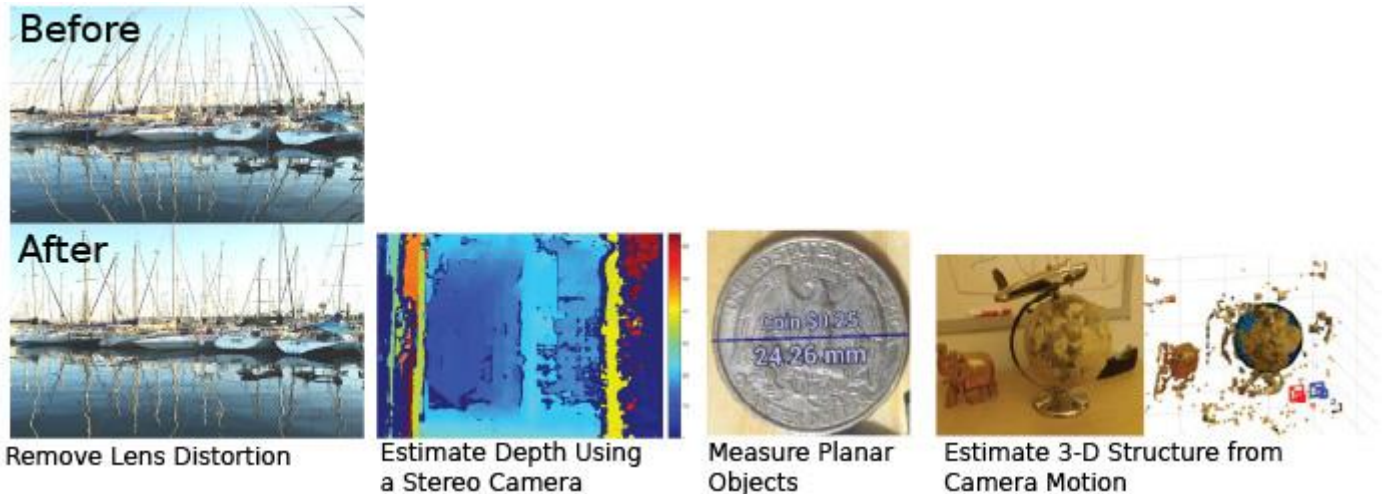 Before
After
Remove Lens Distortion
Estimate Depth Using
a Stereo Camera
Coin $0.25
24.26 mm
Measure Planar
Objects
Estimate 3-D Structure from
Camera Motion